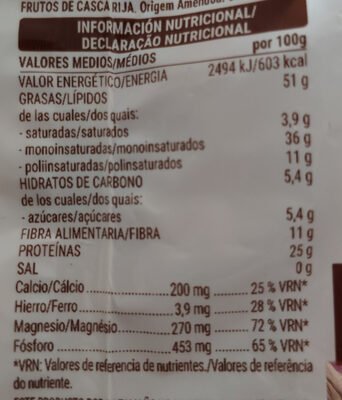 FRUTOS DE CASCA RIJA. Origem Amêndoa:
INFORMACIÓN NUTRICIONAL/
DECLARAÇÃO NUTRICIONAL
VALORES MEDIOS/MÉDIOS por 100g
VALOR ENERGÉTICO/ENERGIA 2494 kJ/603 kcal
GRASAS/LÍPIDOS 51 g
de las cuales/dos quais:
- saturadas/saturados 3,9 g
- monoinsaturadas/monoinsaturados 36 g
- poliinsaturadas/polinsaturados 11 g
HIDRATOS DE CARBONO 5,4 g
de los cuales/dos quais:
- azúcares/açúcares 5,4 g
FIBRA ALIMENTARIA/FIBRA 11 g
PROTEÍNAS 25 g
SAL 0 g
Calcio/Cálcio 200 mg 25 % VRN*
Hierro/Ferro 3,9 mg 28 % VRN*
Magnesio/Magnésio 270 mg 72 % VRN*
Fósforo 453 mg 65 % VRN*
*VRN: Valores de referencia de nutrientes./Valores de referência
do nutriente.